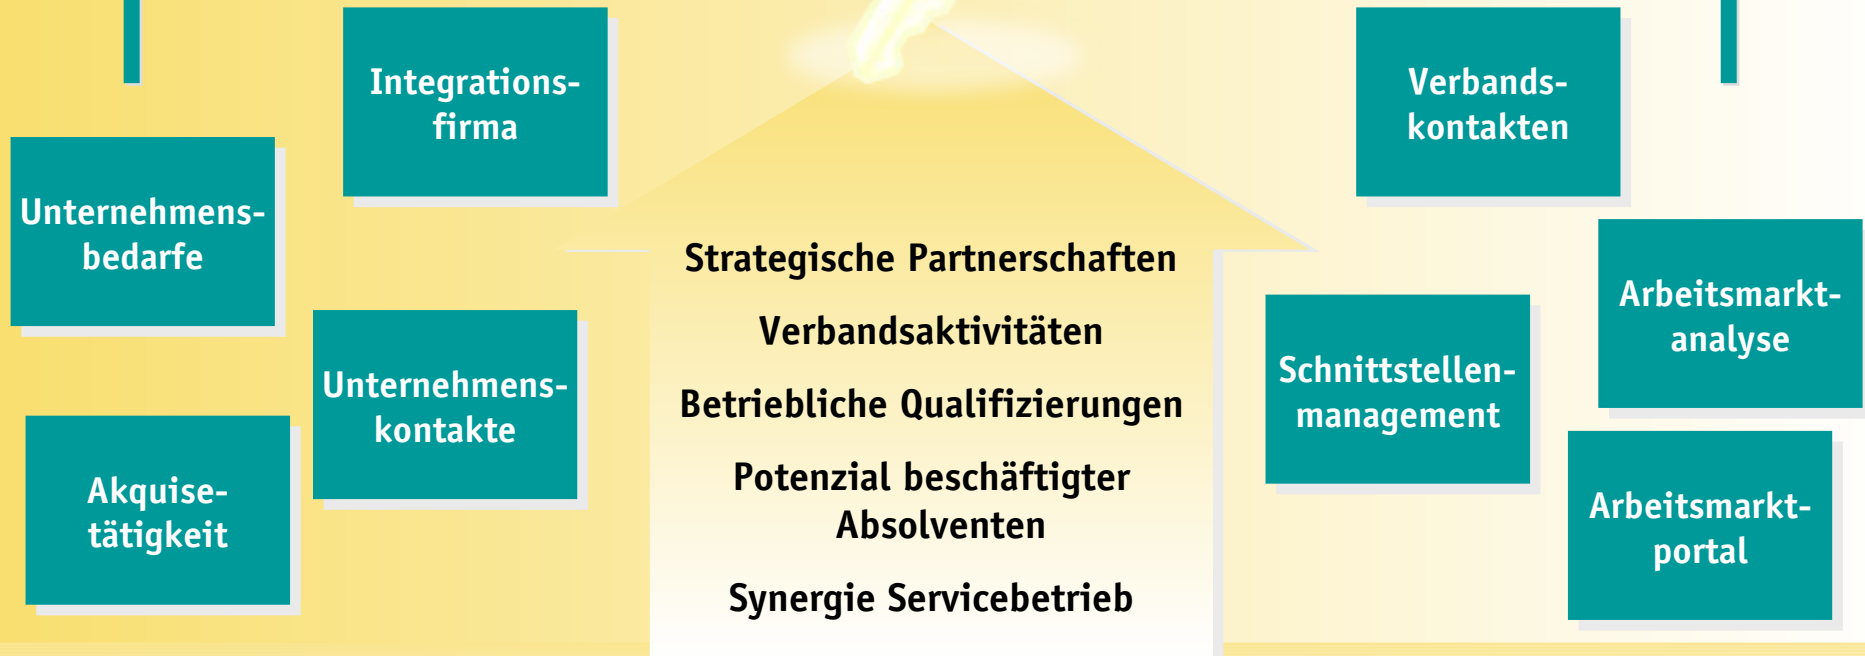 Integrations-
firma
Unternehmens-
bedarfe
Unternehmens-
kontakte
Akquise-
tätigkeit
Strategische Partnerschaften
Verbandsaktivitäten
Betriebliche Qualifizierungen
Potenzial beschäftigter
Absolventen
Synergie Servicebetrieb
Verbands-
kontakten
Arbeitsmarkt-
analyse
Schnittstellen-
management
Arbeitsmarkt-
portal